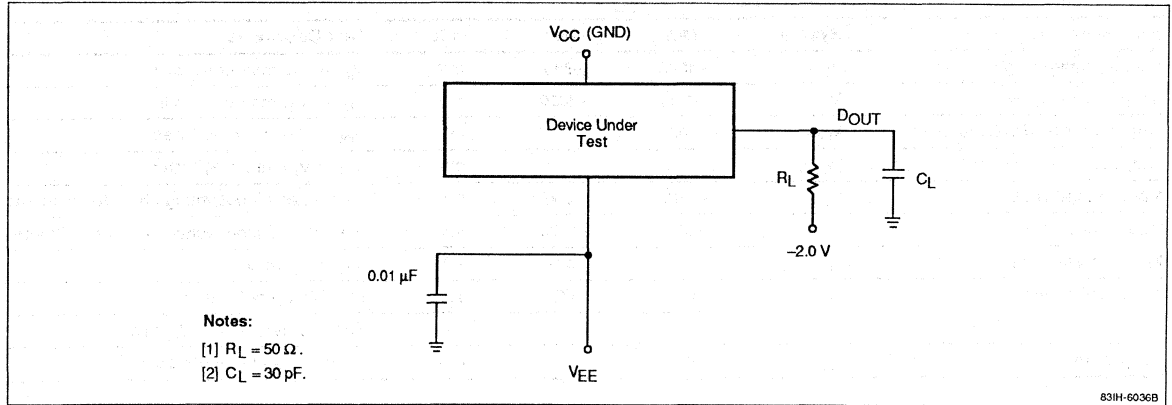 VCC (GND)
Device Under
Test
DOUT
RL
CL
–2.0 V
0.01 µF
VEE
Notes:
[1] RL = 50 Ω.
[2] CL = 30 pF.
83IH-6036B